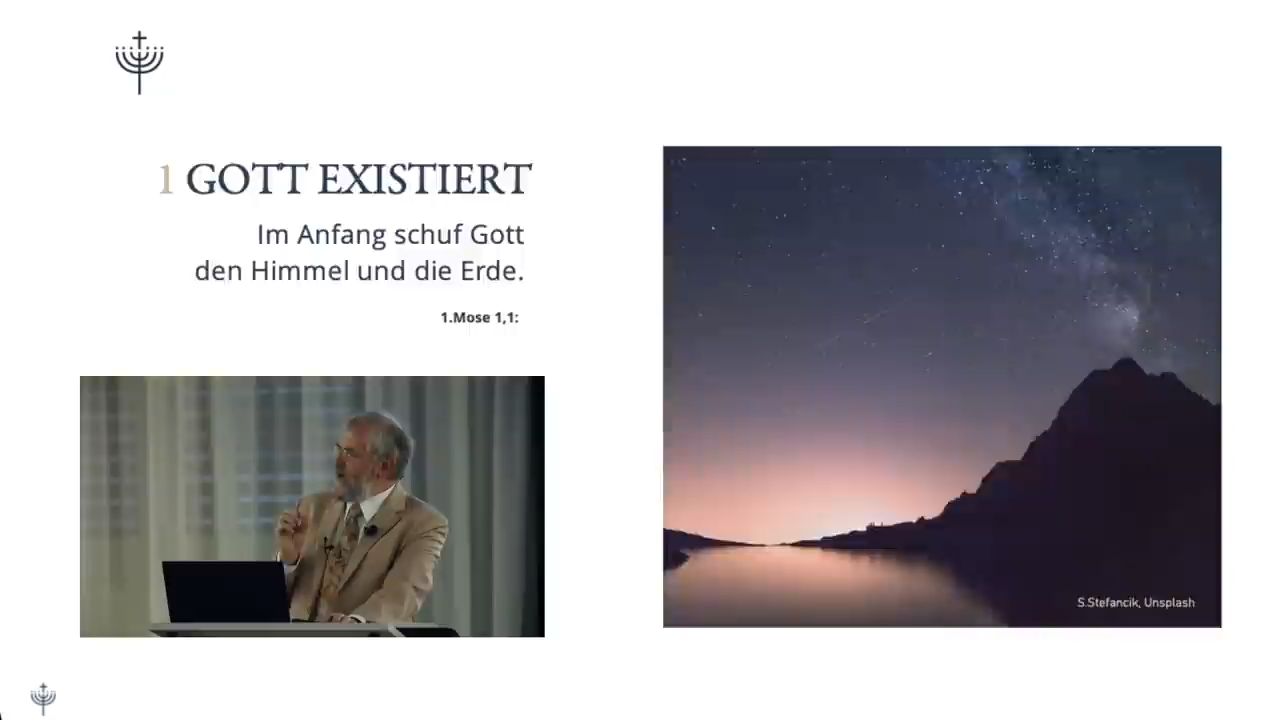 1 GOTT EXISTIERT
Im Anfang schuf Gott
den Himmel und die Erde.
1.Mose 1,1:
S.Stefancik, Unsplash